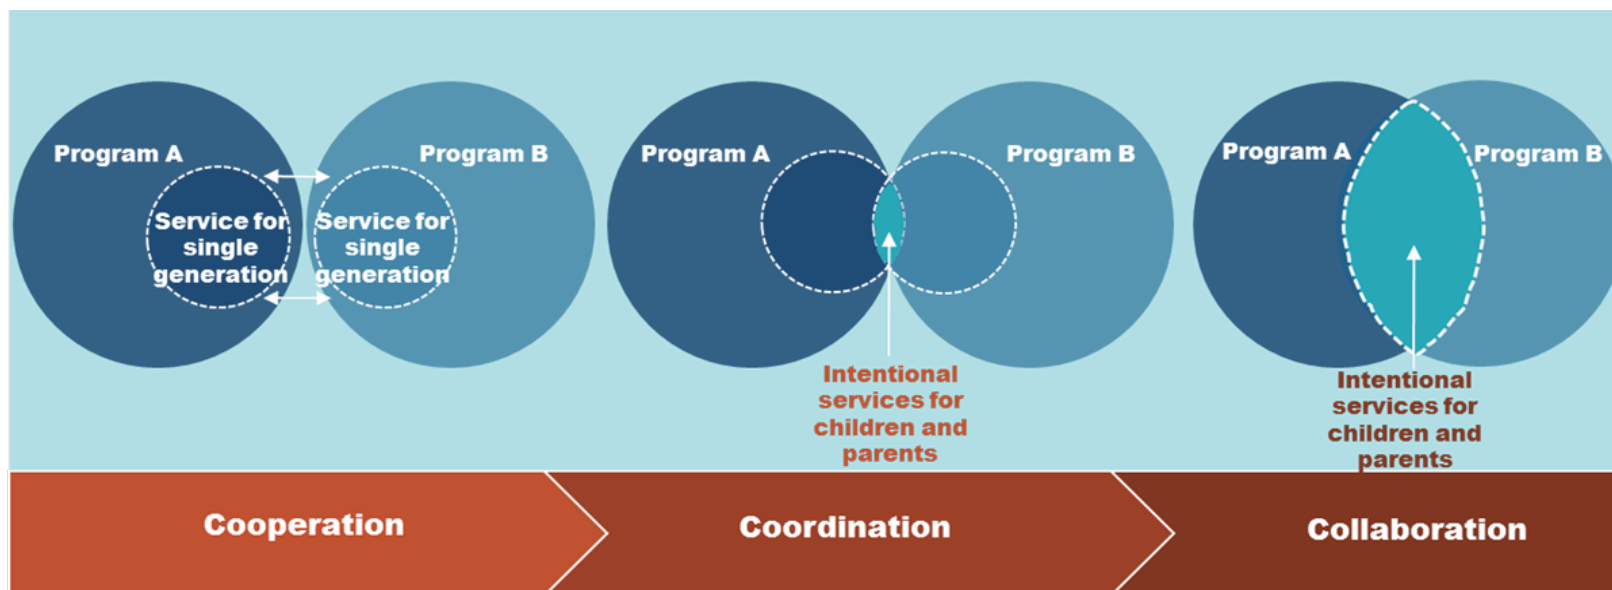 Program A
Program B
Service for
single
generation
Service for
single
generation
Program A
Program B
Intentional
services for
children and
parents
Program A
Program B
Intentional
services for
children and
parents
Cooperation
Coordination
Collaboration